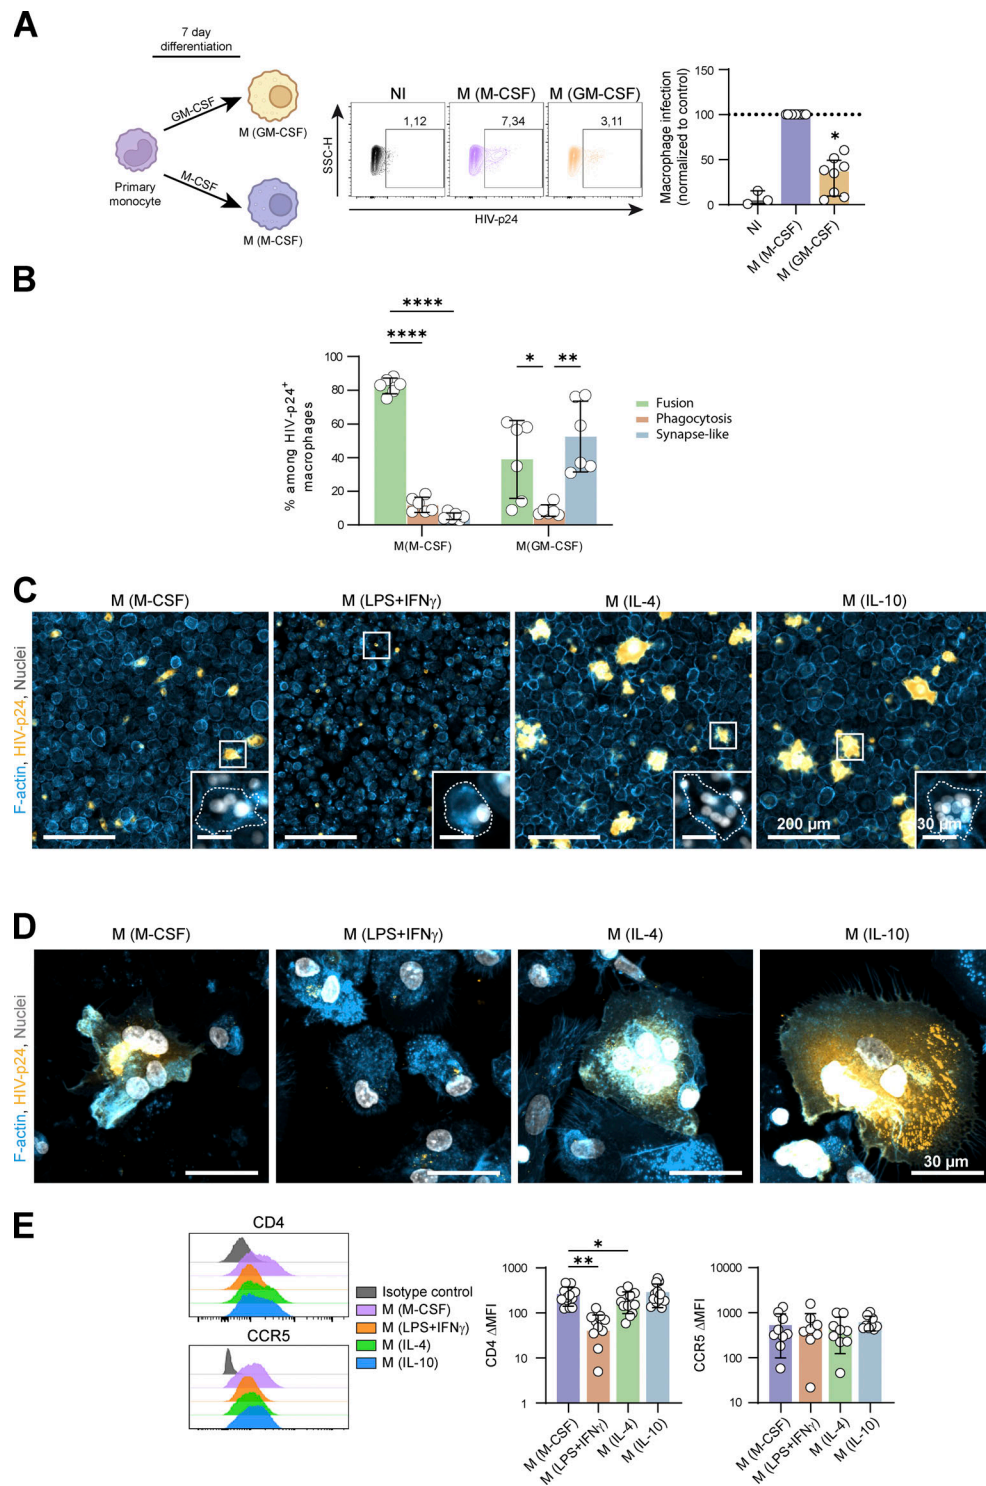 A
7 day
differentiation
GM-CSF
M (GM-CSF)
Primary
monocyte
M-CSF
M (M-CSF)
NI
M (M-CSF)
M (GM-CSF)
1,12
7,34
3,11
SSC-H
HIV-p24
Macrophage infection
(normalized to control)
150
100
50
0
*
NI
M (M-CSF)
M (GM-CSF)
B
****
****
*
**
% among HIV-p24+
macrophages
100
80
60
40
20
0
M(M-CSF)
M(GM-CSF)
Fusion
Phagocytosis
Synapse-like
C
M (M-CSF)
M (LPS+IFNγ)
M (IL-4)
M (IL-10)
F-actin, HIV-p24, Nuclei
200 µm
30 µm
D
M (M-CSF)
M (LPS+IFNγ)
M (IL-4)
M (IL-10)
F-actin, HIV-p24, Nuclei
30 µm
E
CD4
CCR5
Isotype control
M (M-CSF)
M (LPS+IFNγ)
M (IL-4)
M (IL-10)
CD4 ΔMFI
1000
100
10
1
*
**
M (M-CSF)
M (LPS+IFNγ)
M (IL-4)
M (IL-10)
CCR5 ΔMFI
10000
1000
100
10
M (M-CSF)
M (LPS+IFNγ)
M (IL-4)
M (IL-10)